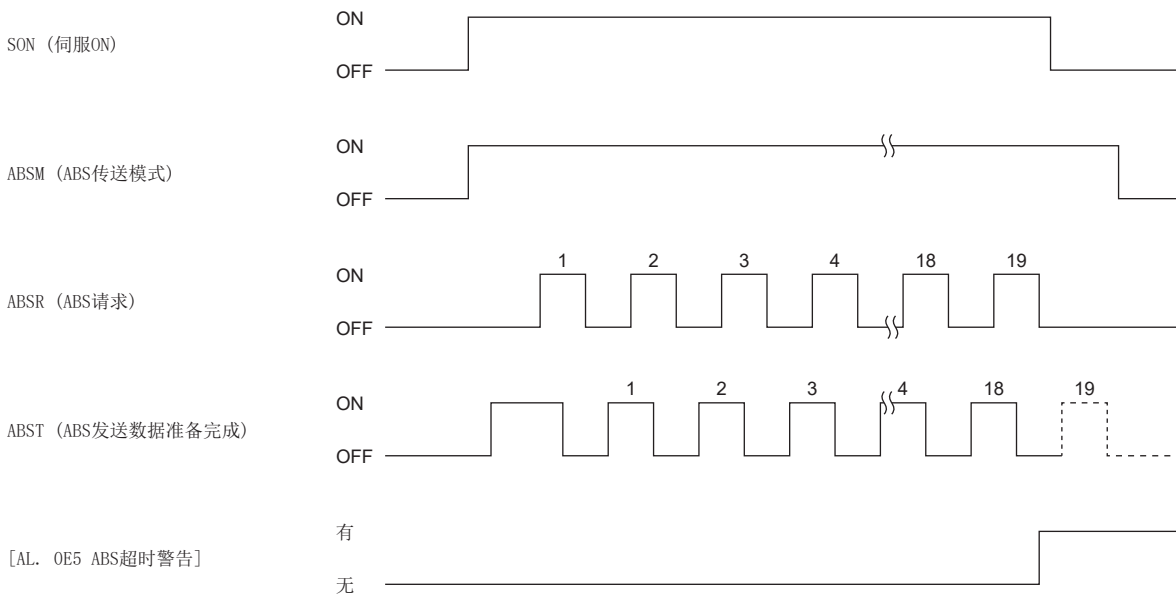 ON
SON (伺服ON)
OFF
ON
ABSM (ABS传送模式)
OFF
1 2 3 4 18 19
ON
ABSR (ABS请求)
OFF
1 2 3 4 18 19
ON
ABST (ABS发送数据准备完成)
OFF
有
[AL. 0E5 ABS超时警告]
无